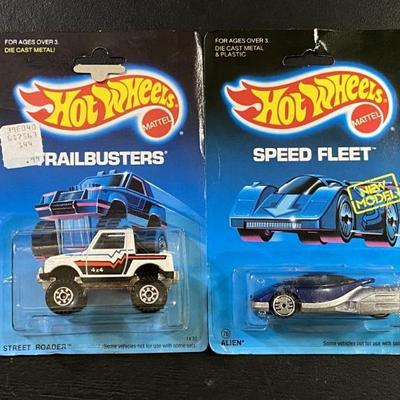 FOR AGES OVER 3.
DIE CAST METAL!
Hot Wheels
MATTEL
TRAILBUSTERS
4x4
STREET ROADER™
Some vehicles not for use with some sets.
FOR AGES OVER 3.
DIE CAST METAL
& PLASTIC
Hot Wheels
MATTEL
SPEED FLEET™
NEW
MODEL!
ALIEN
Some vehicles not for use with